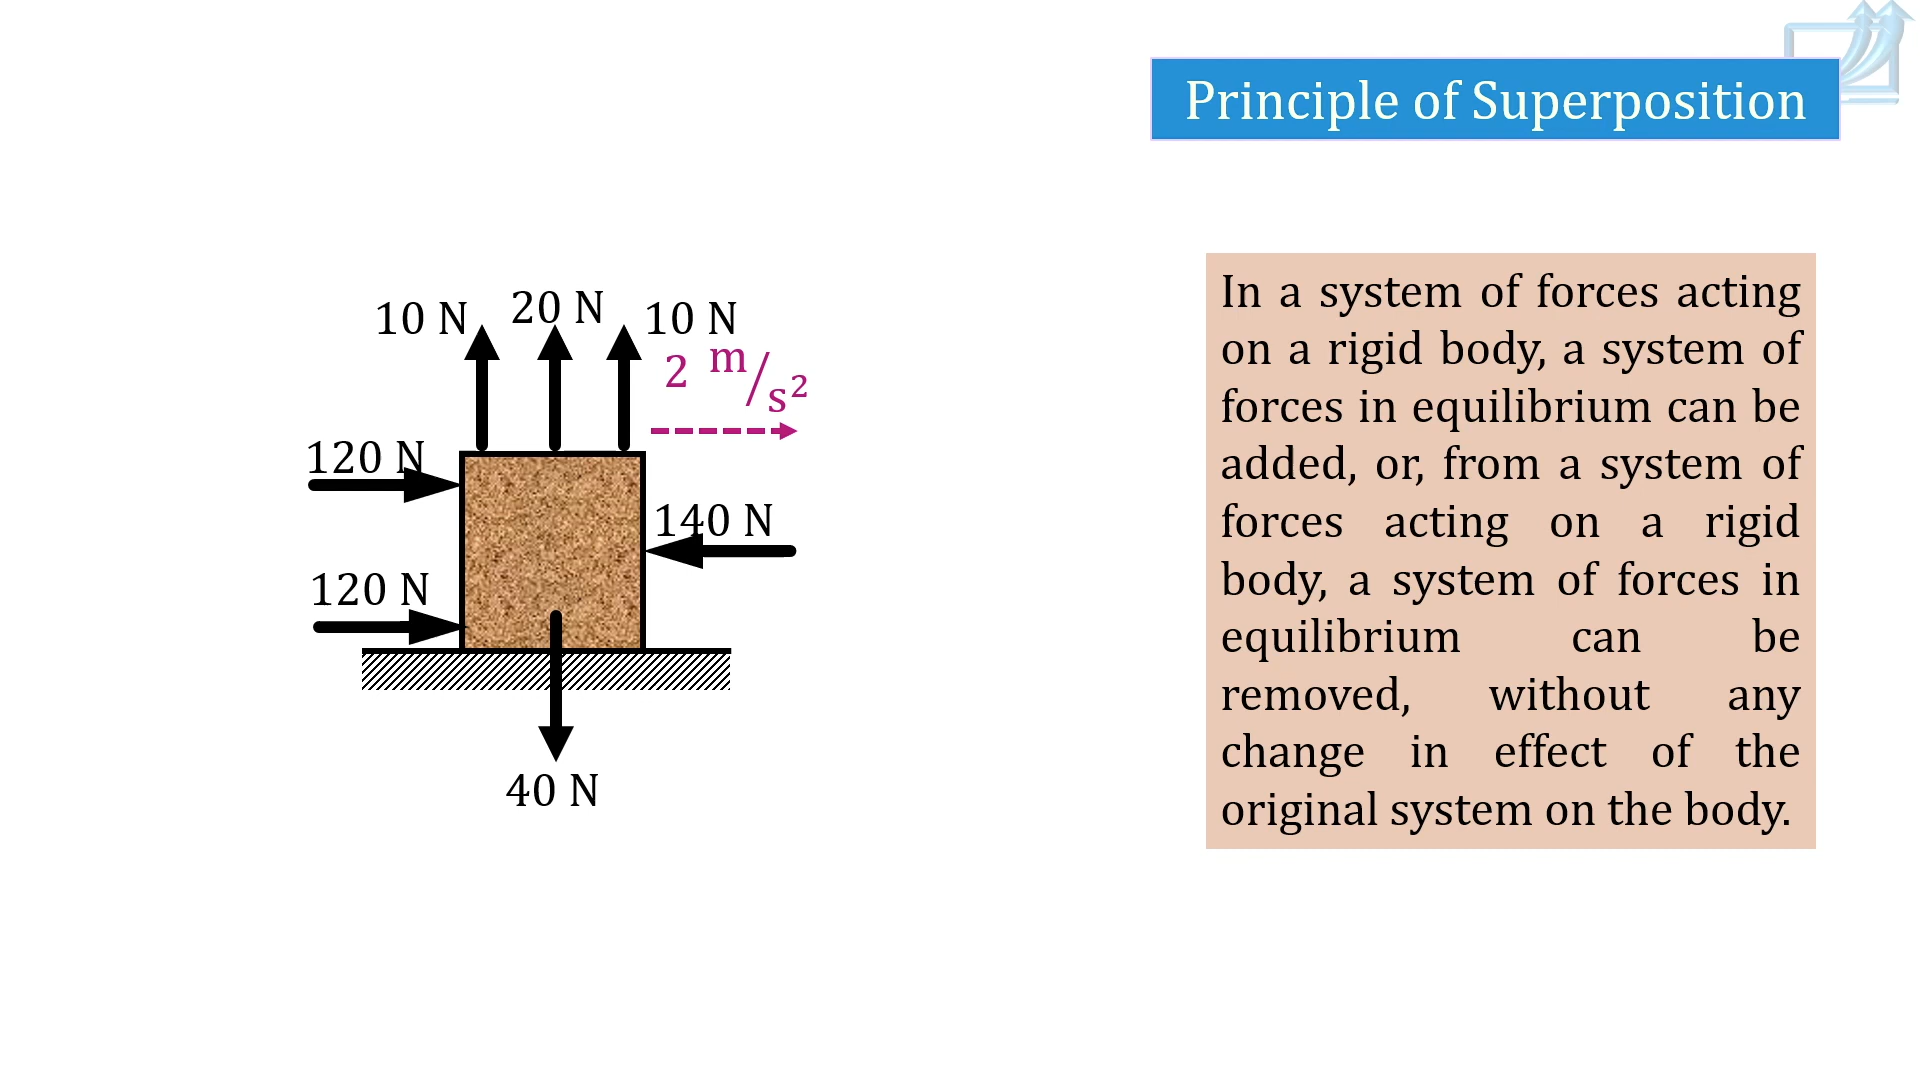 Principle of Superposition
10 N
20 N
10 N
2 m/s²
120 N
140 N
120 N
40 N
In a system of forces acting
on a rigid body, a system of
forces in equilibrium can be
added, or, from a system of
forces acting on a rigid
body, a system of forces in
equilibrium can be
removed, without any
change in effect of the
original system on the body.